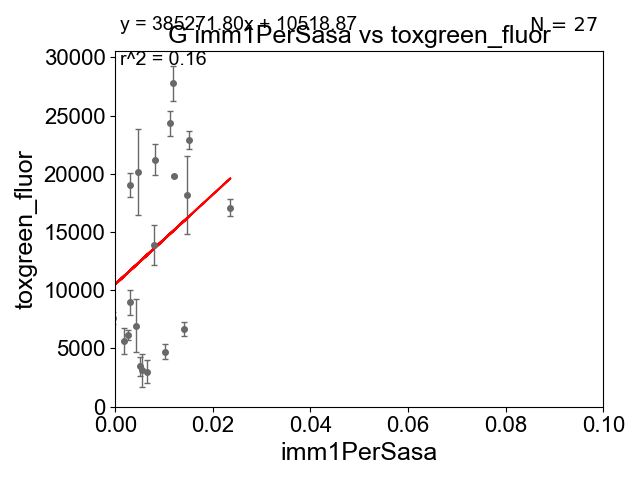 y = 385271.80x + 10518.87
N = 27
G imm1PerSasa vs toxgreen_fluor
r^2 = 0.16
30000
25000
20000
15000
10000
5000
0
toxgreen_fluor
0.00 0.02 0.04 0.06 0.08 0.10
imm1PerSasa